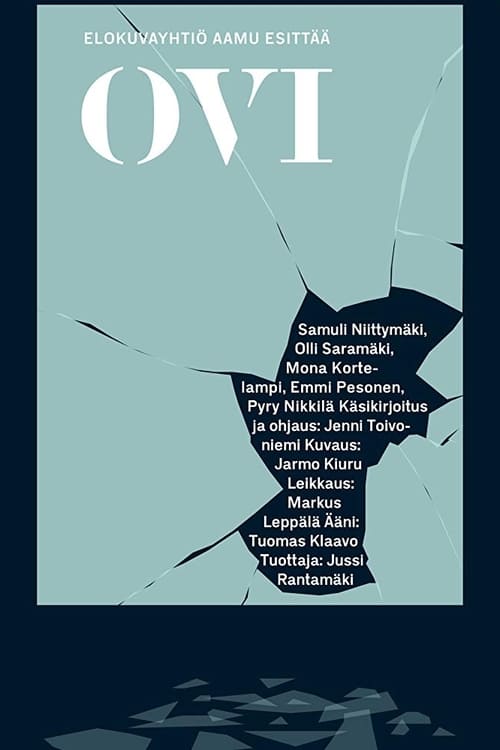 ELOKUVAYHTIÖ AAMU ESITTÄÄ
OVI
Samuli Niittymäki,
Olli Saramäki,
Mona Korte-
lampi, Emmi Pesonen,
Pyry Nikkilä Käsikirjoitus
ja ohjaus: Jenni Toivo-
niemi Kuvaus:
Jarmo Kiuru
Leikkaus:
Markus
Leppälä Ääni:
Tuomas Klaavo
Tuottaja: Jussi
Rantamäki